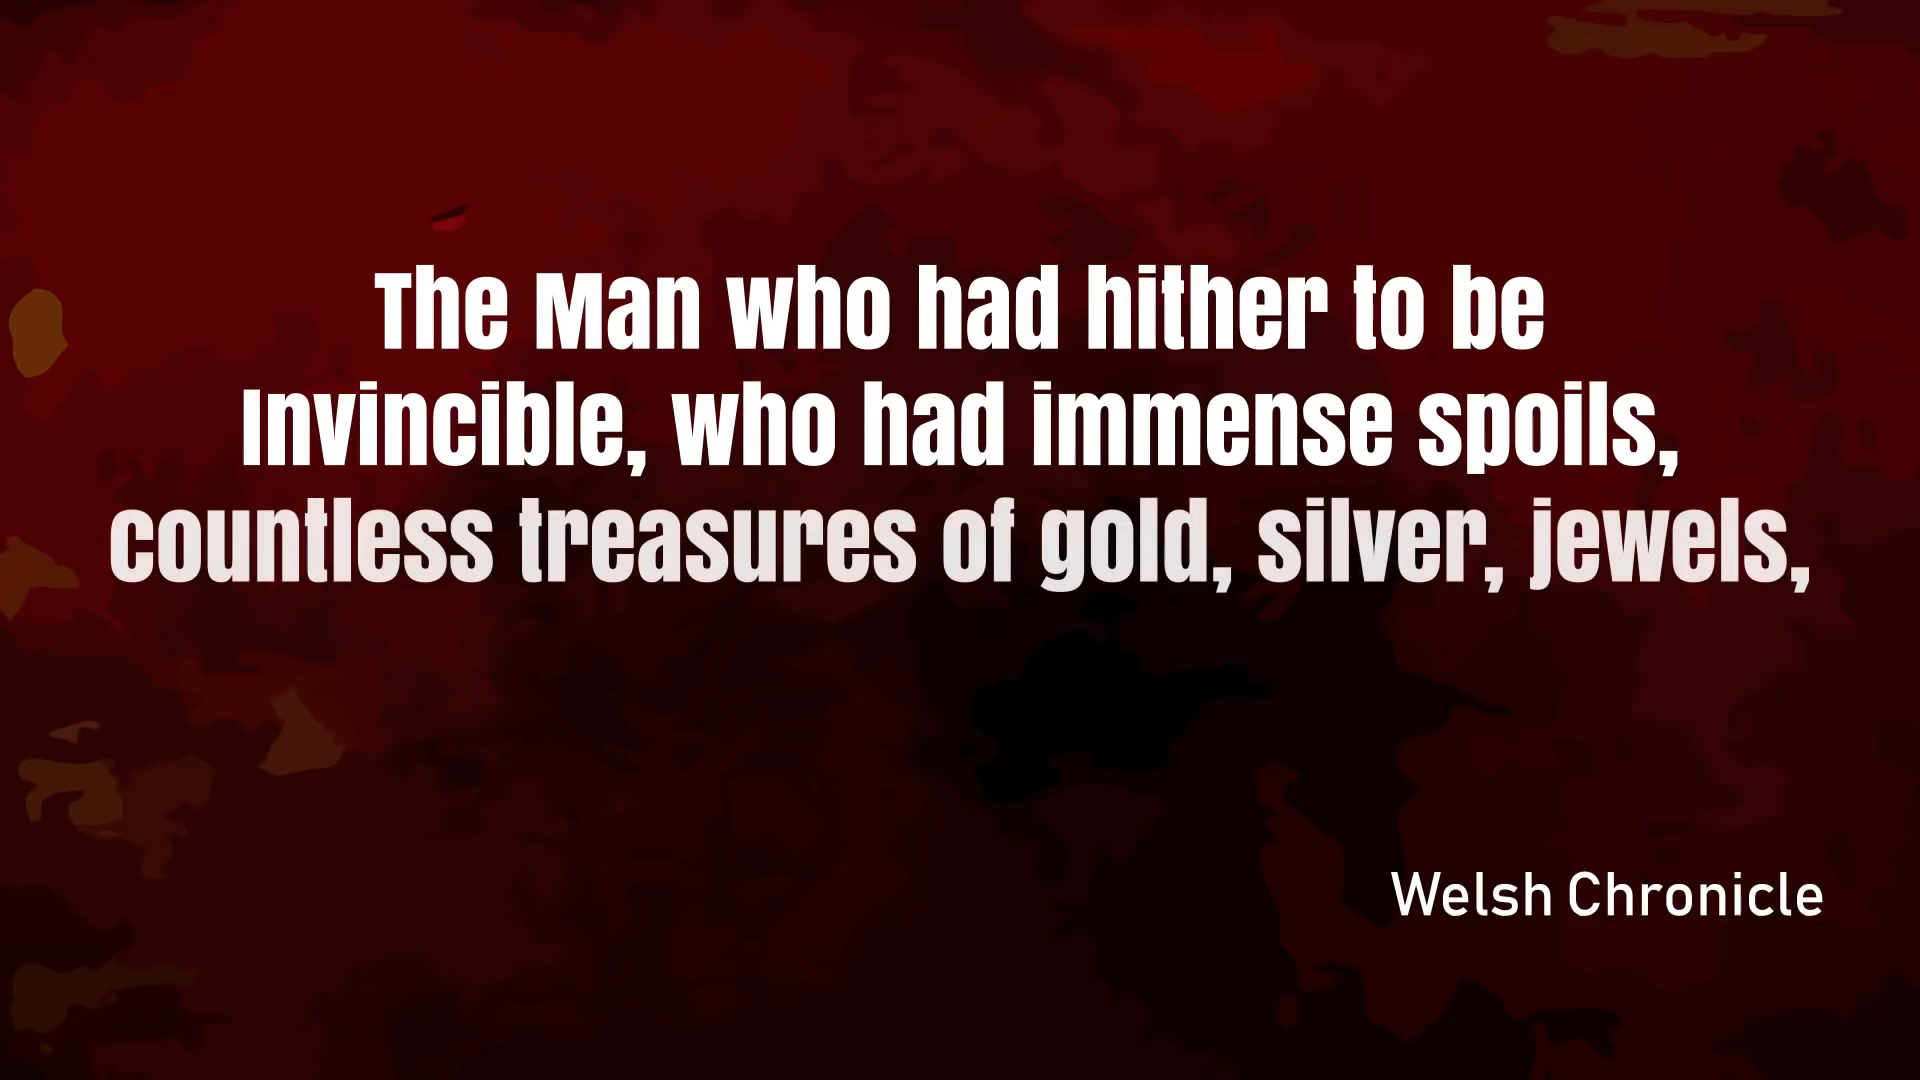 The Man who had hither to be
Invincible, who had immense spoils,
countless treasures of gold, silver, jewels,
Welsh Chronicle